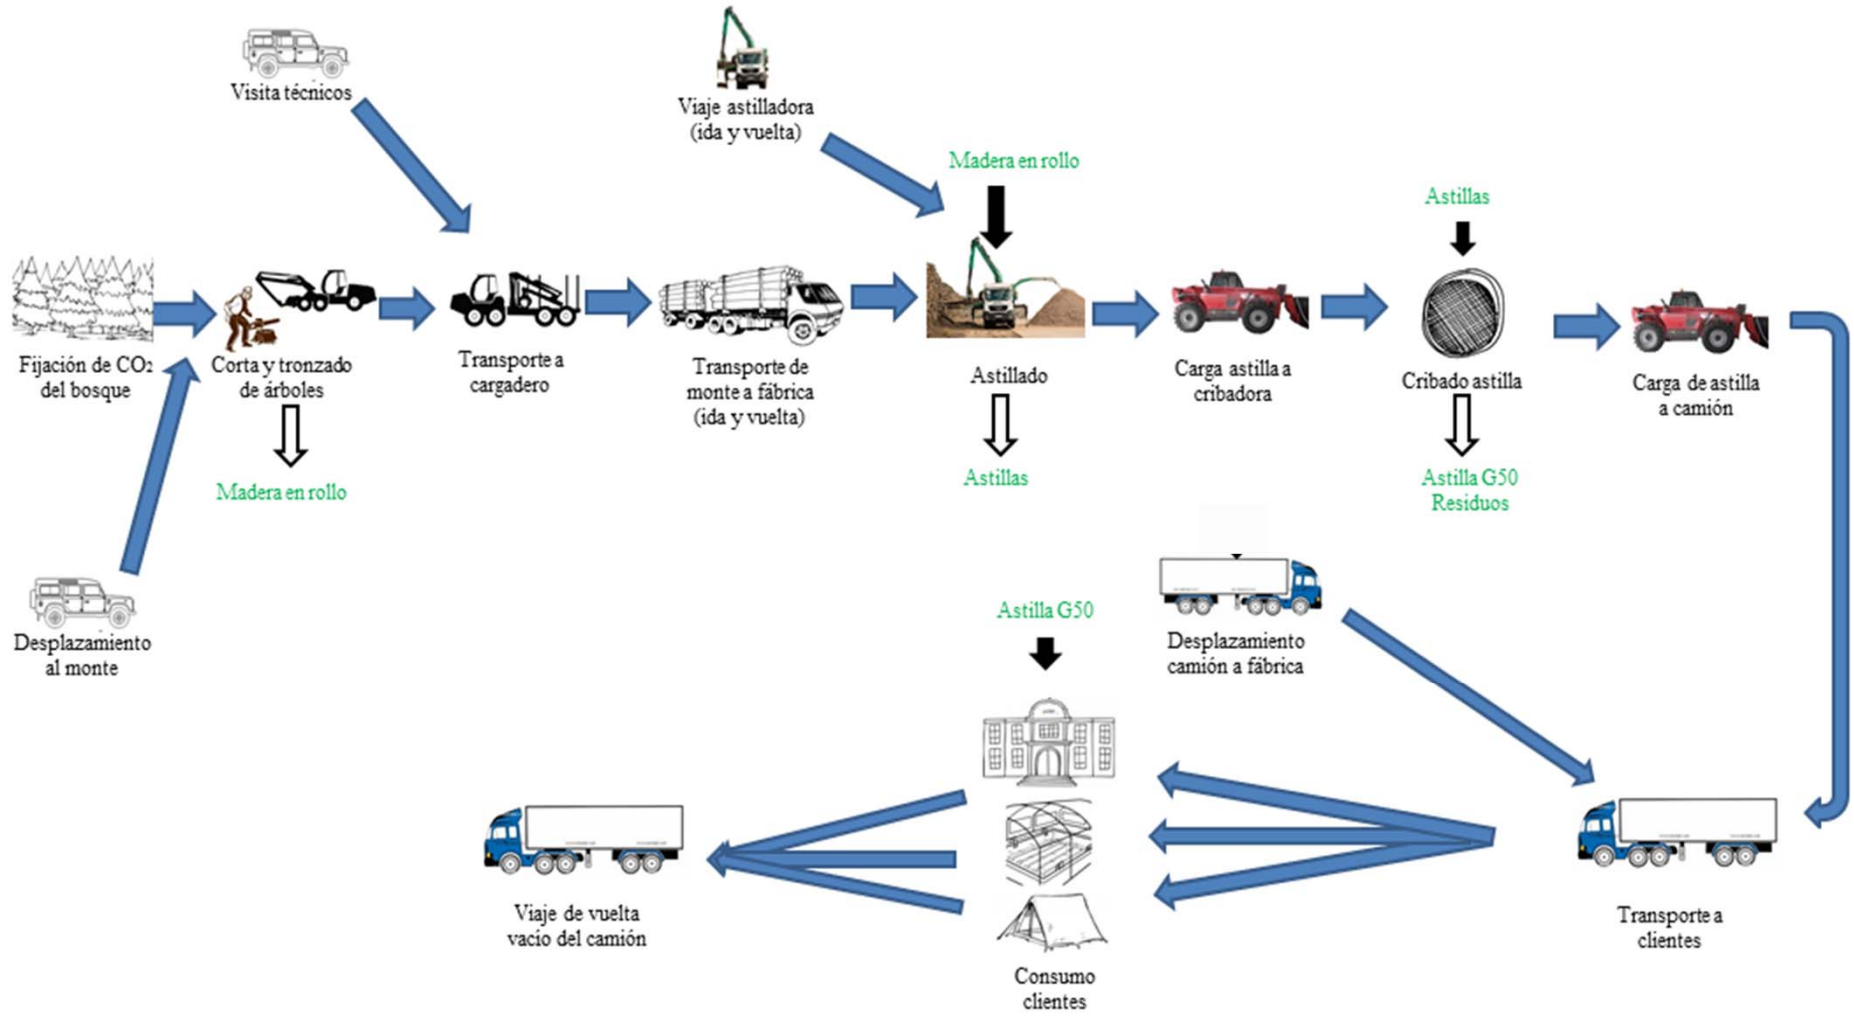 Visita técnicos
Viaje astilladora
(ida y vuelta)
Madera en rollo
Astillas
Fijación de CO₂
del bosque
Corta y tronzado
de árboles
Transporte a
cargadero
Transporte de
monte a fábrica
(ida y vuelta)
Astillado
Carga astilla a
cribadora
Cribado astilla
Carga de astilla
a camión
Madera en rollo
Astillas
Astilla G50
Residuos
Desplazamiento
al monte
Astilla G50
Desplazamiento
camión a fábrica
Viaje de vuelta
vacío del camión
Consumo
clientes
Transporte a
clientes